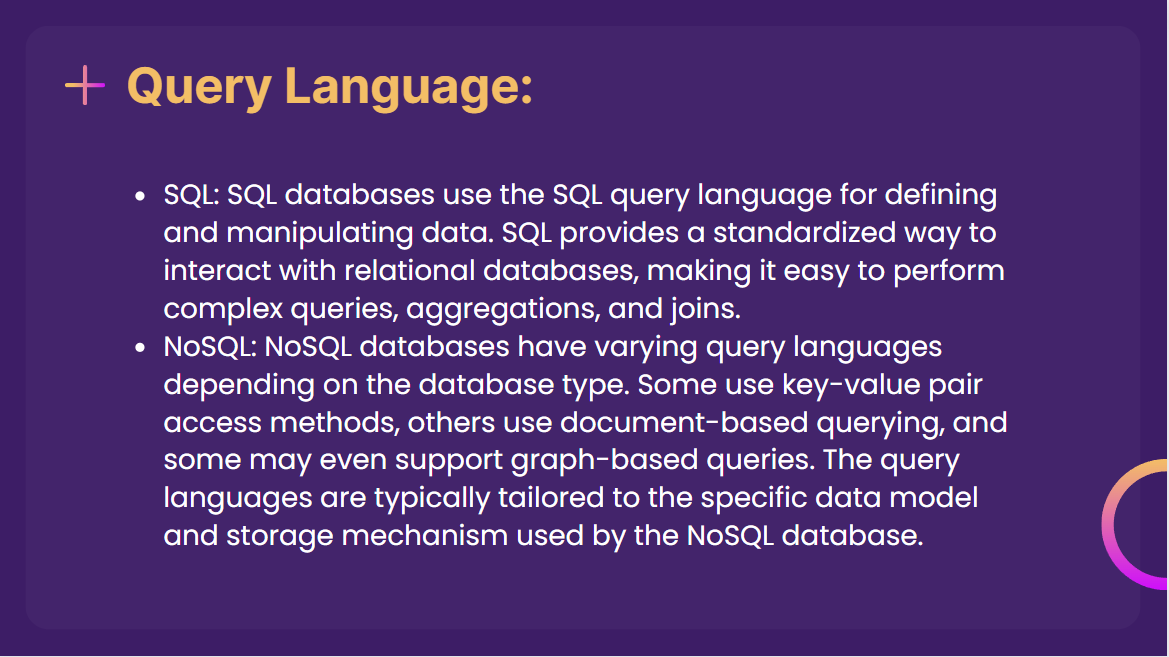 Query Language:
• SQL: SQL databases use the SQL query language for defining
and manipulating data. SQL provides a standardized way to
interact with relational databases, making it easy to perform
complex queries, aggregations, and joins.
• NoSQL: NoSQL databases have varying query languages
depending on the database type. Some use key-value pair
access methods, others use document-based querying, and
some may even support graph-based queries. The query
languages are typically tailored to the specific data model
and storage mechanism used by the NoSQL database.